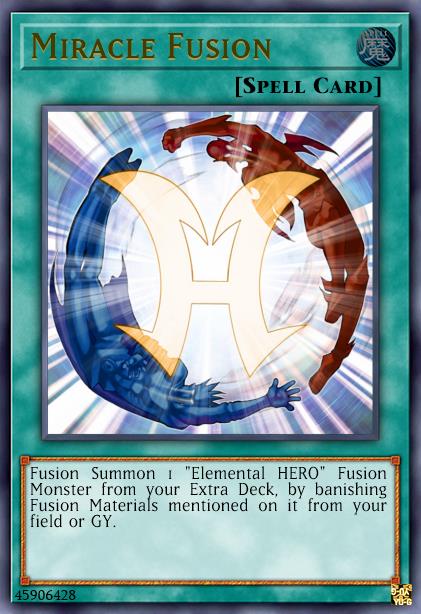 MIRACLE FUSION
魔
[SPELL CARD]
H
Fusion Summon 1 "Elemental HERO" Fusion
Monster from your Extra Deck, by banishing
Fusion Materials mentioned on it from your
field or GY.
45906428